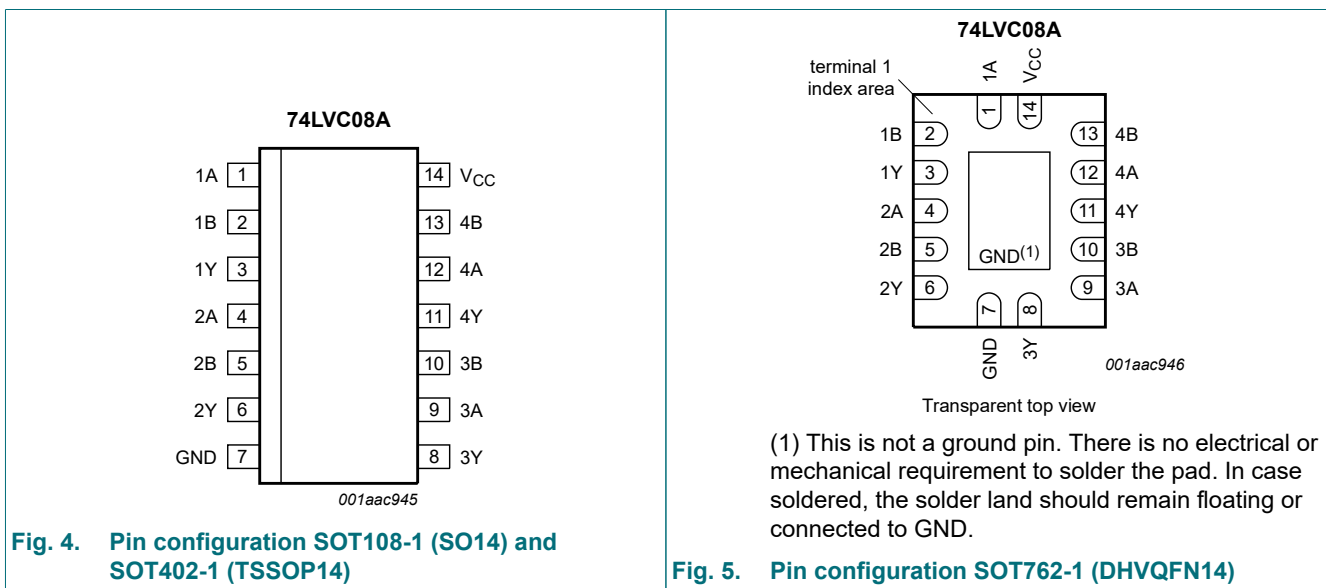 74LVC08A
1A 1
1B 2
1Y 3
2A 4
2B 5
2Y 6
GND 7
14 VCC
13 4B
12 4A
11 4Y
10 3B
9 3A
8 3Y
001aac945
Fig. 4. Pin configuration SOT108-1 (SO14) and
SOT402-1 (TSSOP14)
74LVC08A
terminal 1
index area
1A
VCC
1
14
1B 2
1Y 3
2A 4
2B 5
2Y 6
13 4B
12 4A
11 4Y
10 3B
9 3A
GND(1)
7
8
GND
3Y
001aac946
Transparent top view
(1) This is not a ground pin. There is no electrical or
mechanical requirement to solder the pad. In case
soldered, the solder land should remain floating or
connected to GND.
Fig. 5. Pin configuration SOT762-1 (DHVQFN14)